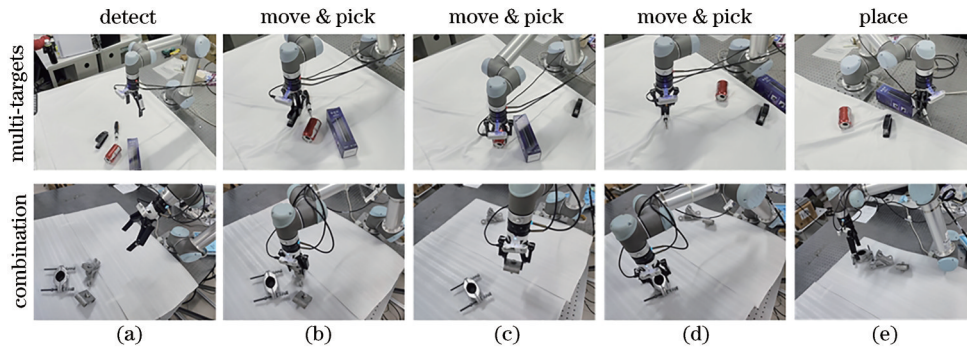 detect move & pick move & pick move & pick place
multi-targets
combination
(a) (b) (c) (d) (e)